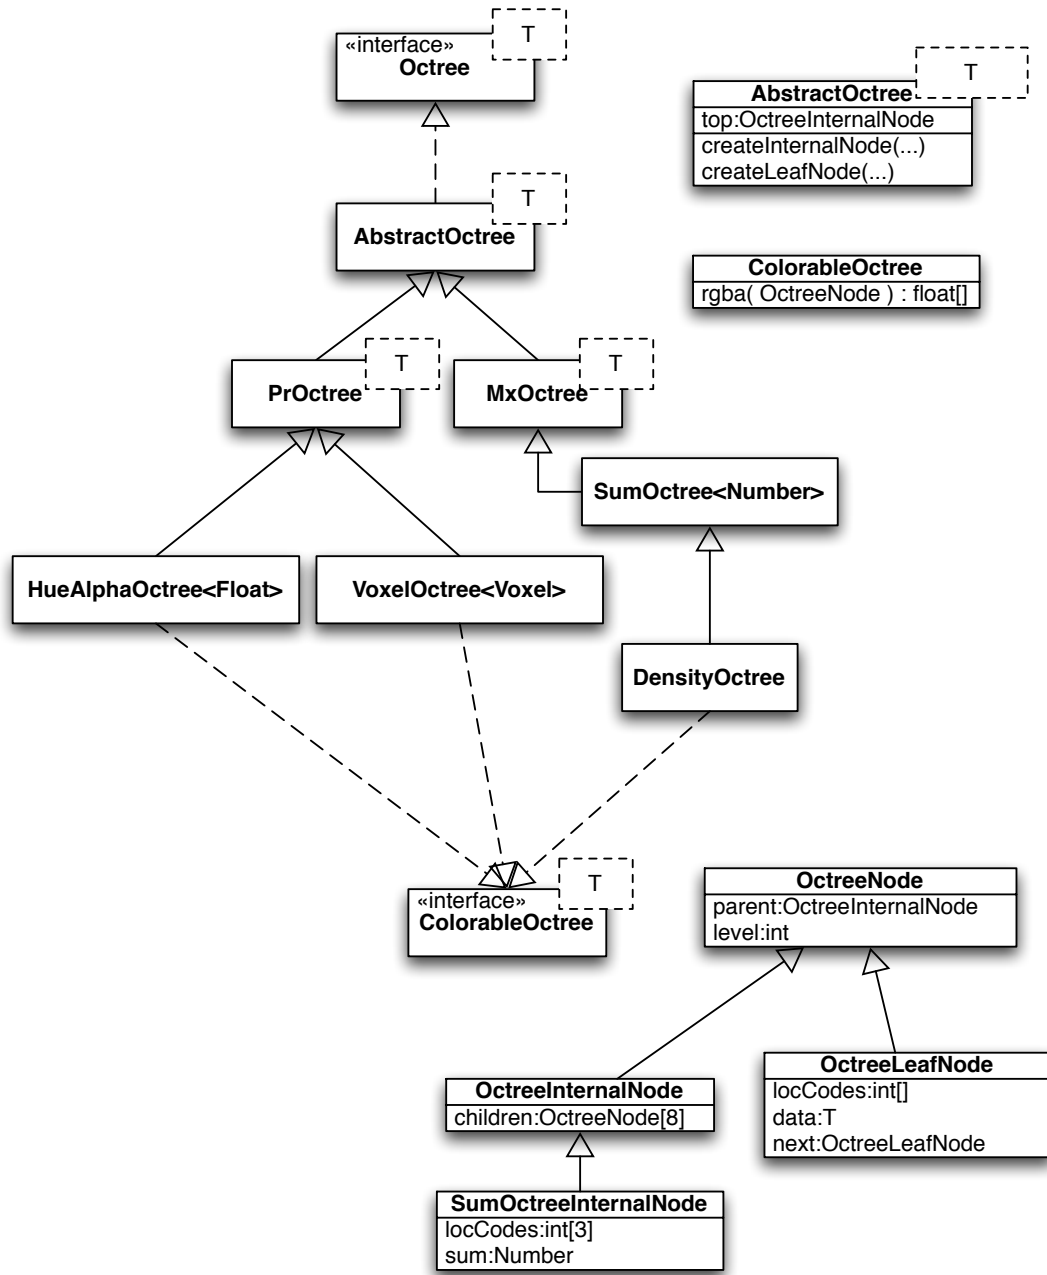 «interface»
Octree
T
T
AbstractOctree
top:OctreeInternalNode
createInternalNode(...)
createLeafNode(...)
T
AbstractOctree
ColorableOctree
rgba( OctreeNode ) : float[]
T
PrOctree
T
MxOctree
SumOctree<Number>
HueAlphaOctree<Float>
VoxelOctree<Voxel>
DensityOctree
«interface»
ColorableOctree
T
OctreeNode
parent:OctreeInternalNode
level:int
OctreeInternalNode
children:OctreeNode[8]
OctreeLeafNode
locCodes:int[]
data:T
next:OctreeLeafNode
SumOctreeInternalNode
locCodes:int[3]
sum:Number